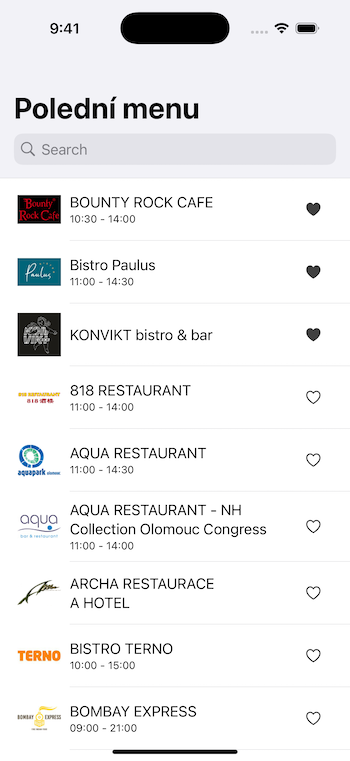 9:41
Polední menu
Search
Bounty
Rock Cafe
BOUNTY ROCK CAFE
10:30 - 14:00
Paulus
Bistro Paulus
11:00 - 14:30
KONVIKT bistro & bar
818 RESTAURANT
818 RESTAURANT
11:00 - 14:00
aquapark olomouc
AQUA RESTAURANT
11:00 - 14:30
aqua
bar & restaurant
AQUA RESTAURANT - NH
Collection Olomouc Congress
11:00 - 14:00
ARCHA RESTAURACE
A HOTEL
TERNO
BISTRO TERNO
10:00 - 15:00
BOMBAY EXPRESS
BOMBAY EXPRESS
09:00 - 21:00